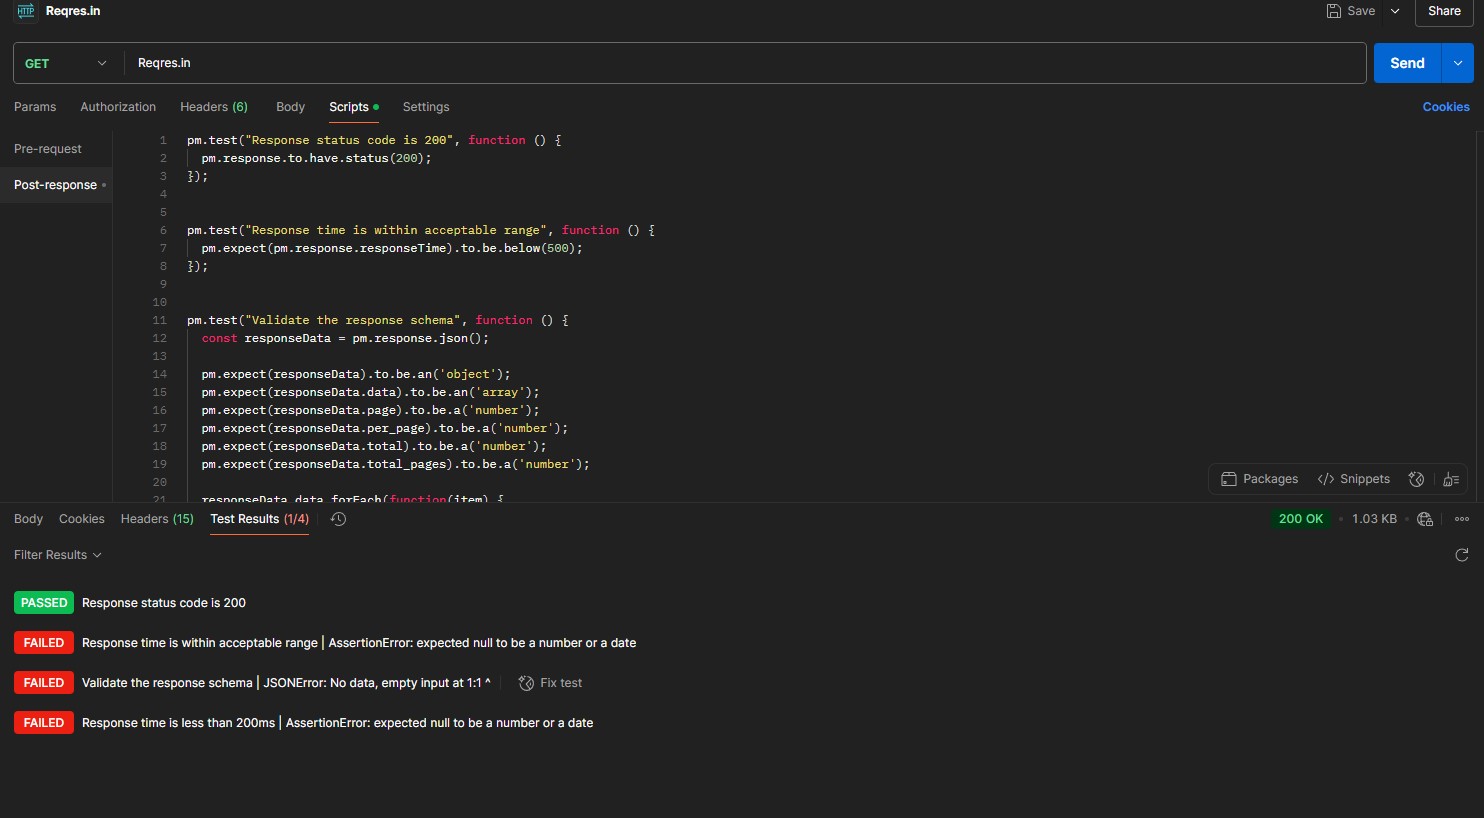 HTTP Reqres.in Save Share
GET Reqres.in Send
Params Authorization Headers (6) Body Scripts Settings Cookies
Pre-request
Post-response
1 pm.test("Response status code is 200", function () {
2 pm.response.to.have.status(200);
3 });
4
5
6 pm.test("Response time is within acceptable range", function () {
7 pm.expect(pm.response.responseTime).to.be.below(500);
8 });
9
10
11 pm.test("Validate the response schema", function () {
12 const responseData = pm.response.json();
13
14 pm.expect(responseData).to.be.an('object');
15 pm.expect(responseData.data).to.be.an('array');
16 pm.expect(responseData.page).to.be.a('number');
17 pm.expect(responseData.per_page).to.be.a('number');
18 pm.expect(responseData.total).to.be.a('number');
19 pm.expect(responseData.total_pages).to.be.a('number');
20
21 responseData.data.forEach(function(item) {
Packages </> Snippets
Body Cookies Headers (15) Test Results (1/4) 200 OK • 1.03 KB •
Filter Results
PASSED Response status code is 200
FAILED Response time is within acceptable range | AssertionError: expected null to be a number or a date
FAILED Validate the response schema | JSONError: No data, empty input at 1:1 ^ Fix test
FAILED Response time is less than 200ms | AssertionError: expected null to be a number or a date